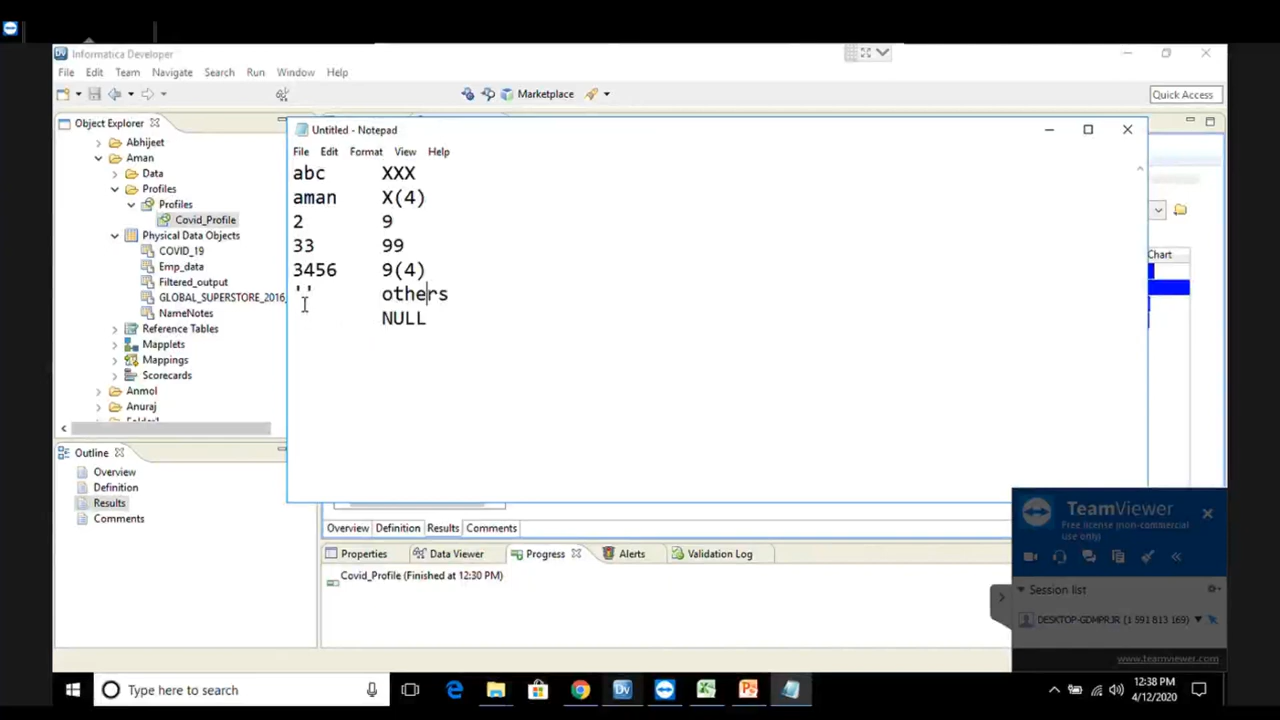 Informatica Developer
File Edit Team Navigate Search Run Window Help
Marketplace
Quick Access
Object Explorer
Abhijeet
Aman
Data
Profiles
Profiles
Covid_Profile
Physical Data Objects
COVID_19
Emp_data
Filtered_output
GLOBAL_SUPERSTORE_2016_
NameNotes
Reference Tables
Mapplets
Mappings
Scorecards
Anmol
Anuraj
Untitled - Notepad
File Edit Format View Help
abc XXX
aman X(4)
2 9
33 99
3456 9(4)
'' others
NULL
Chart
Outline
Overview
Definition
Results
Comments
Overview Definition Results Comments
Properties Data Viewer Progress Alerts Validation Log
Covid_Profile (Finished at 12:30 PM)
TeamViewer
Free license (non-commercial
use only)
Session list
DESKTOP-GDMPRJR (1 591 813 169)
www.teamviewer.com
Type here to search
12:38 PM
4/12/2020